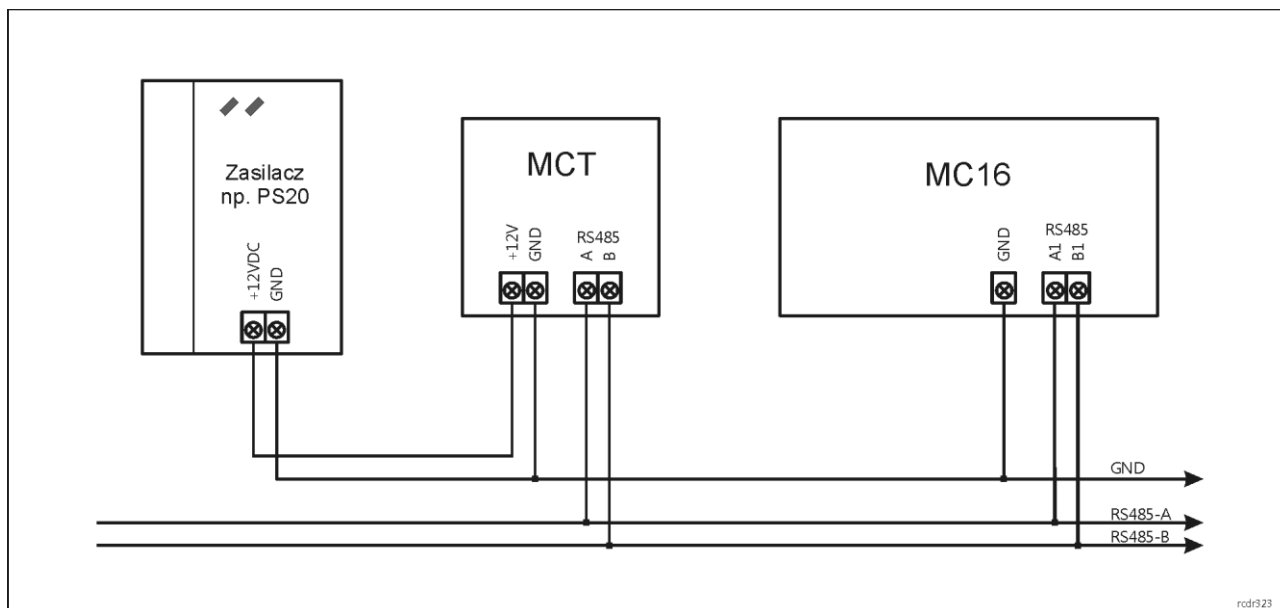 Zasilacz
np. PS20
+12VDC
GND
MCT
+12V
GND
RS485
A
B
MC16
GND
RS485
A1
B1
GND
RS485-A
RS485-B
rcdr323